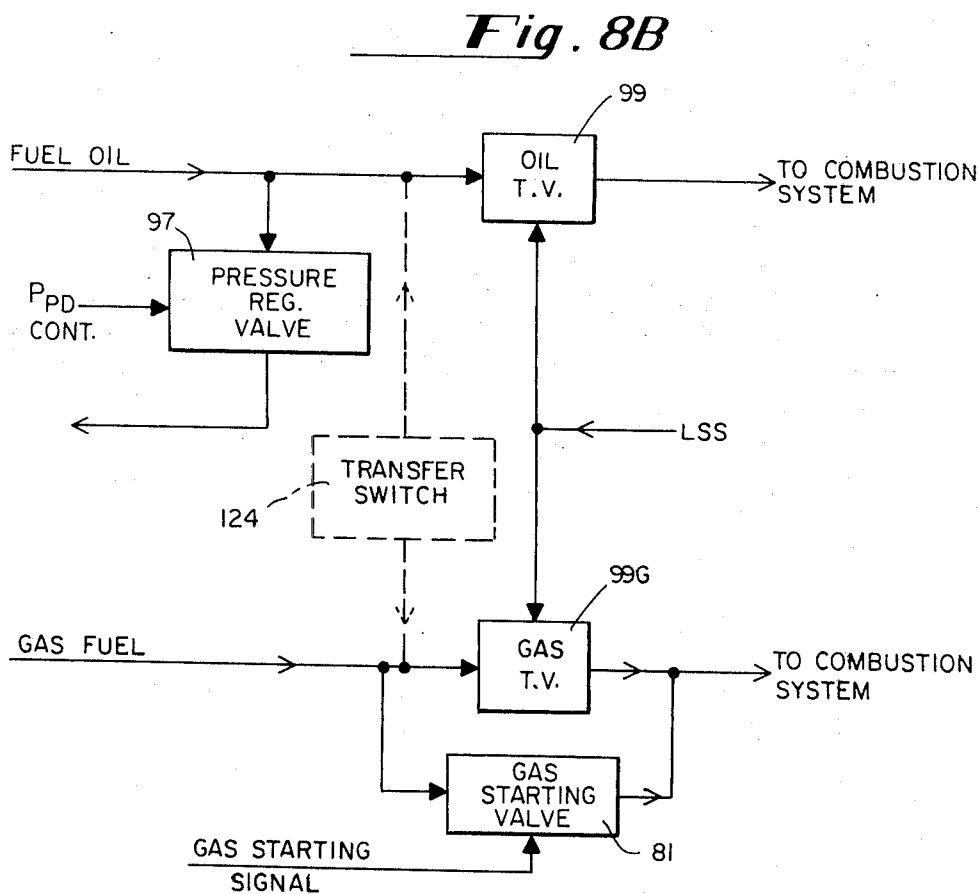 Fig. 8B
99
FUEL OIL
OIL
T.V.
TO COMBUSTION
SYSTEM
97
PRESSURE
REG.
VALVE
PPD
CONT.
LSS
TRANSFER
SWITCH
124
99G
GAS FUEL
GAS
T.V.
TO COMBUSTION
SYSTEM
GAS
STARTING
VALVE
81
GAS STARTING
SIGNAL